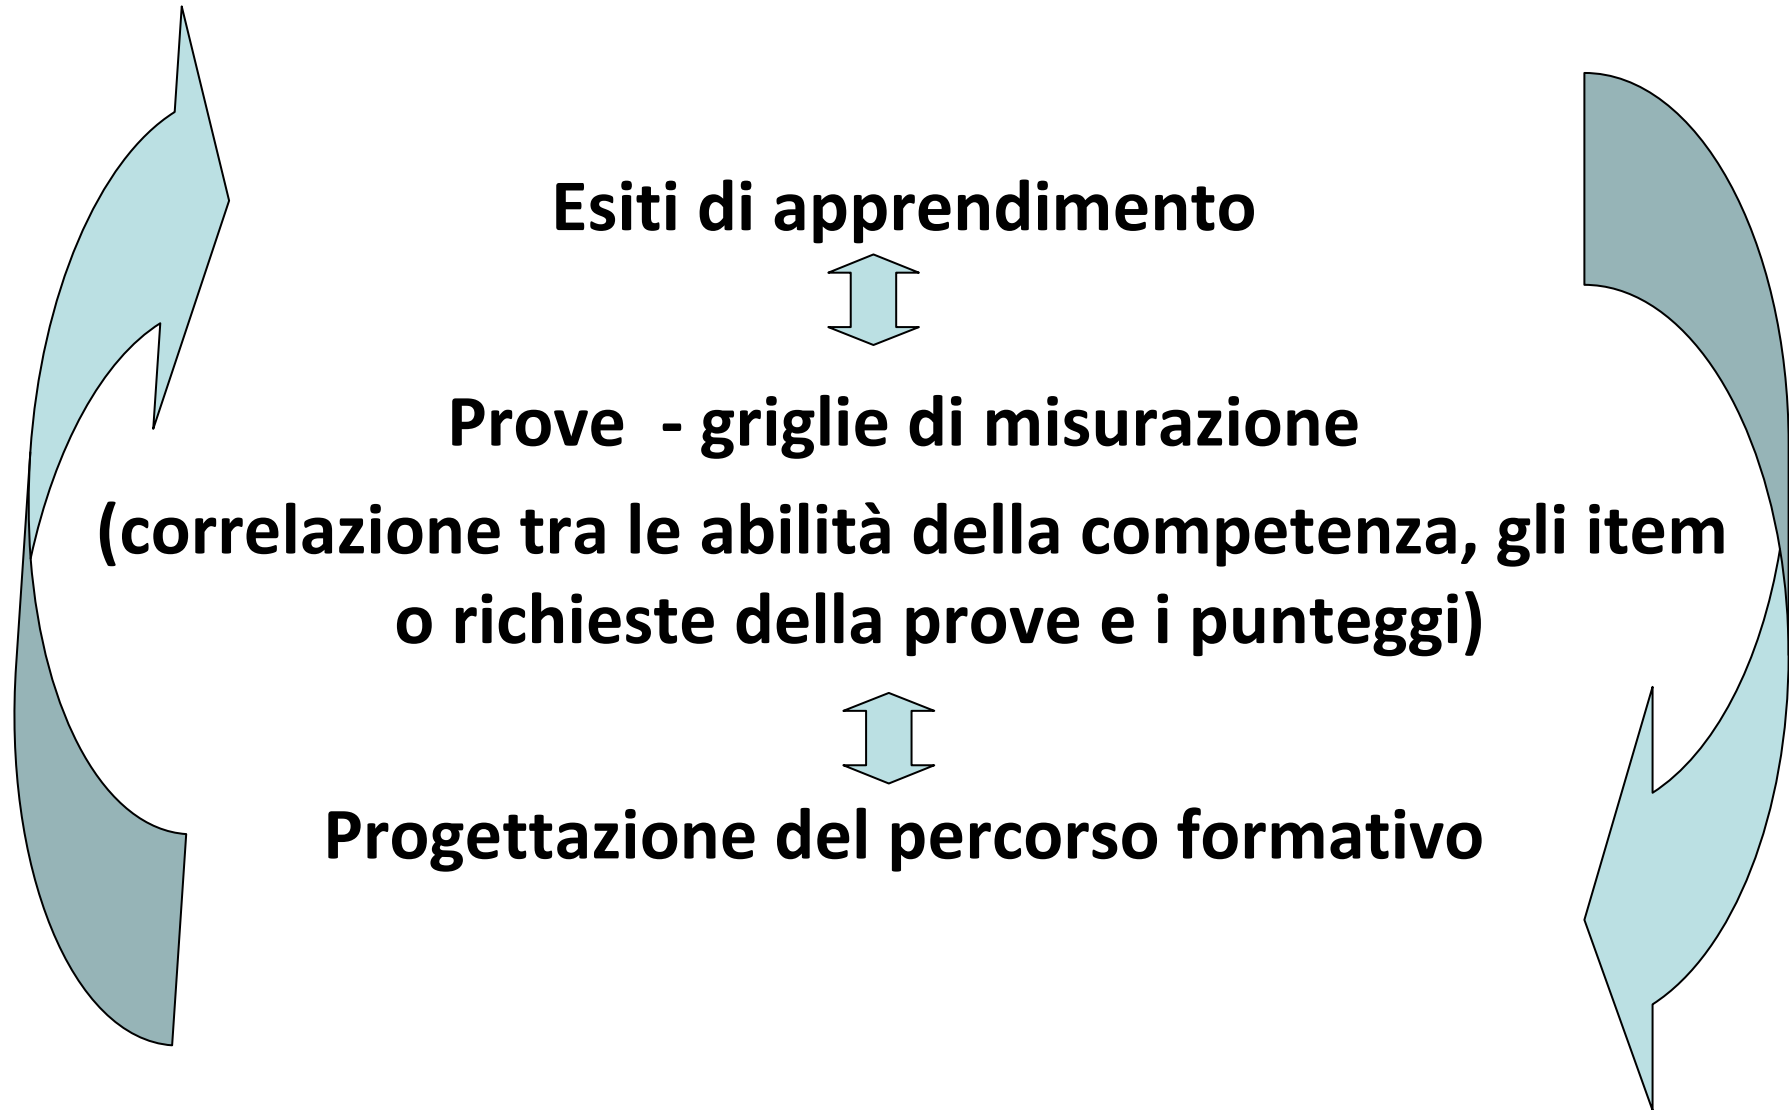 Esiti di apprendimento
Prove - griglie di misurazione
(correlazione tra le abilità della competenza, gli item
o richieste della prove e i punteggi)
Progettazione del percorso formativo